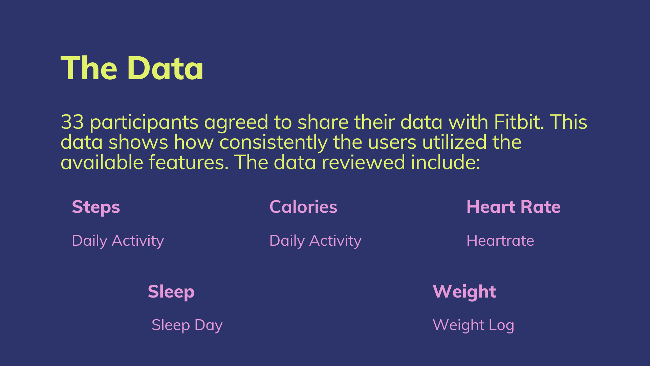 The Data
33 participants agreed to share their data with Fitbit. This
data shows how consistently the users utilized the
available features. The data reviewed include:
Steps
Daily Activity
Calories
Daily Activity
Heart Rate
Heartrate
Sleep
Sleep Day
Weight
Weight Log